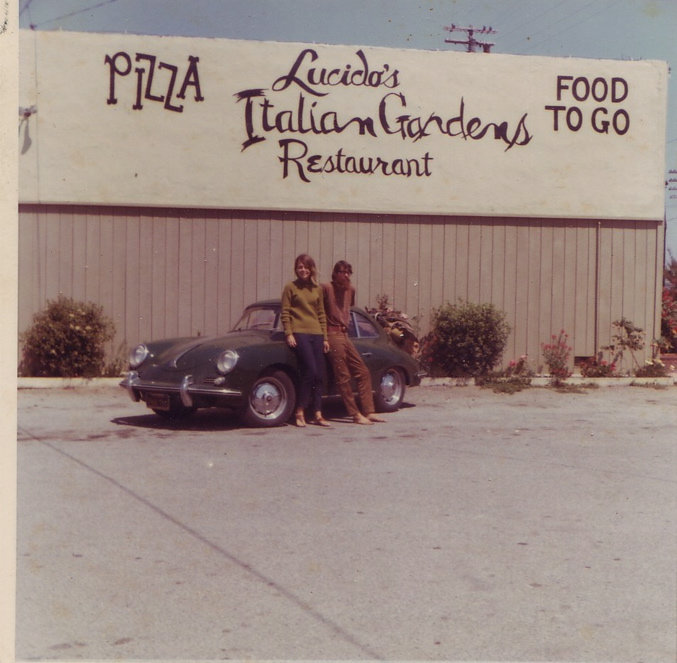 PIZZA
Lucido's
Italian Gardens
Restaurant
FOOD
TO GO